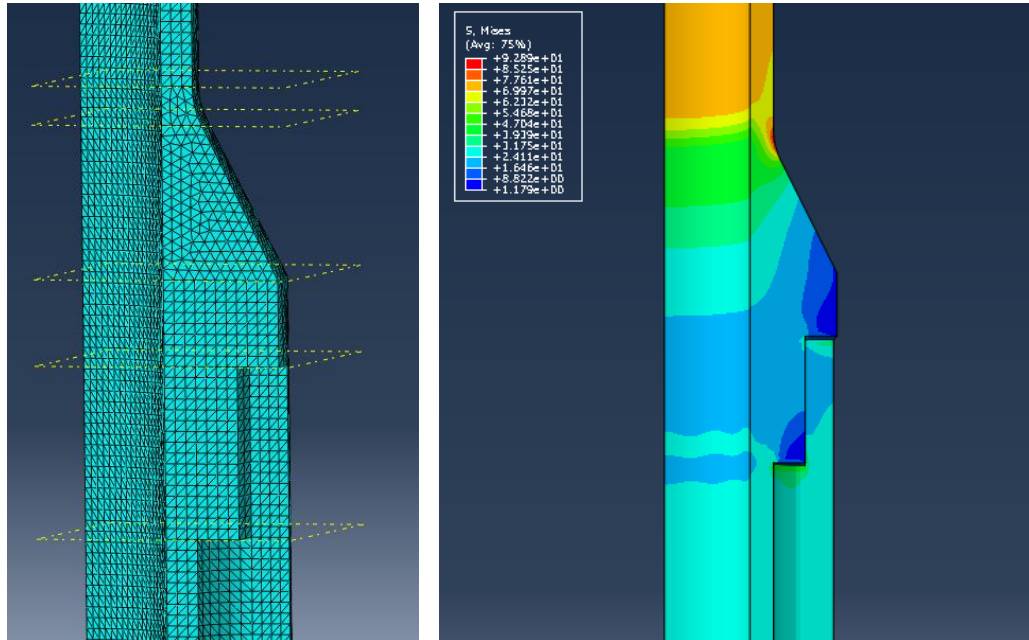 S, Mises
(Avg: 75%)
+9.289e+01
+8.525e+01
+7.761e+01
+6.997e+01
+6.232e+01
+5.468e+01
+4.704e+01
+3.939e+01
+3.175e+01
+2.411e+01
+1.646e+01
+8.822e+00
+1.179e+00